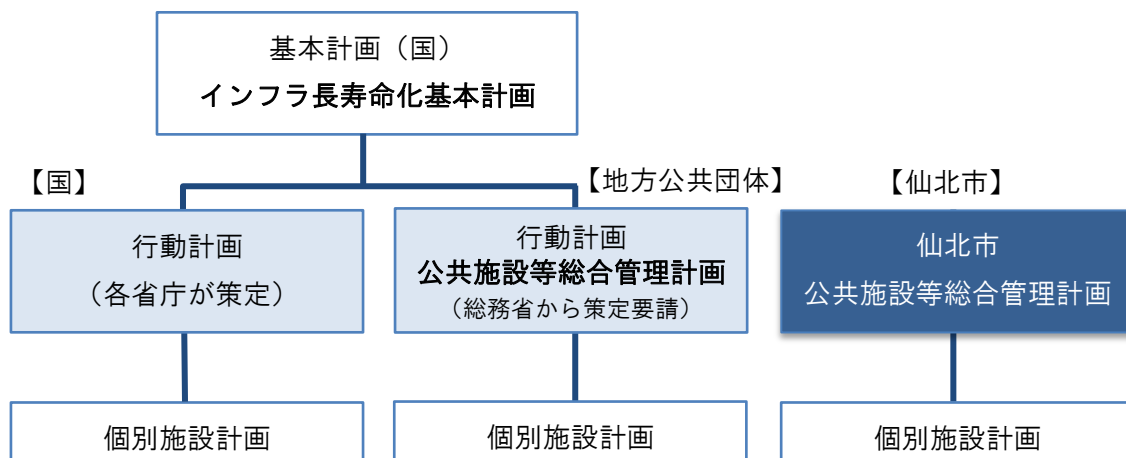 基本計画（国）
インフラ長寿命化基本計画
【国】
【地方公共団体】
【仙北市】
行動計画
（各省庁が策定）
行動計画
公共施設等総合管理計画
（総務省から策定要請）
仙北市
公共施設等総合管理計画
個別施設計画
個別施設計画
個別施設計画